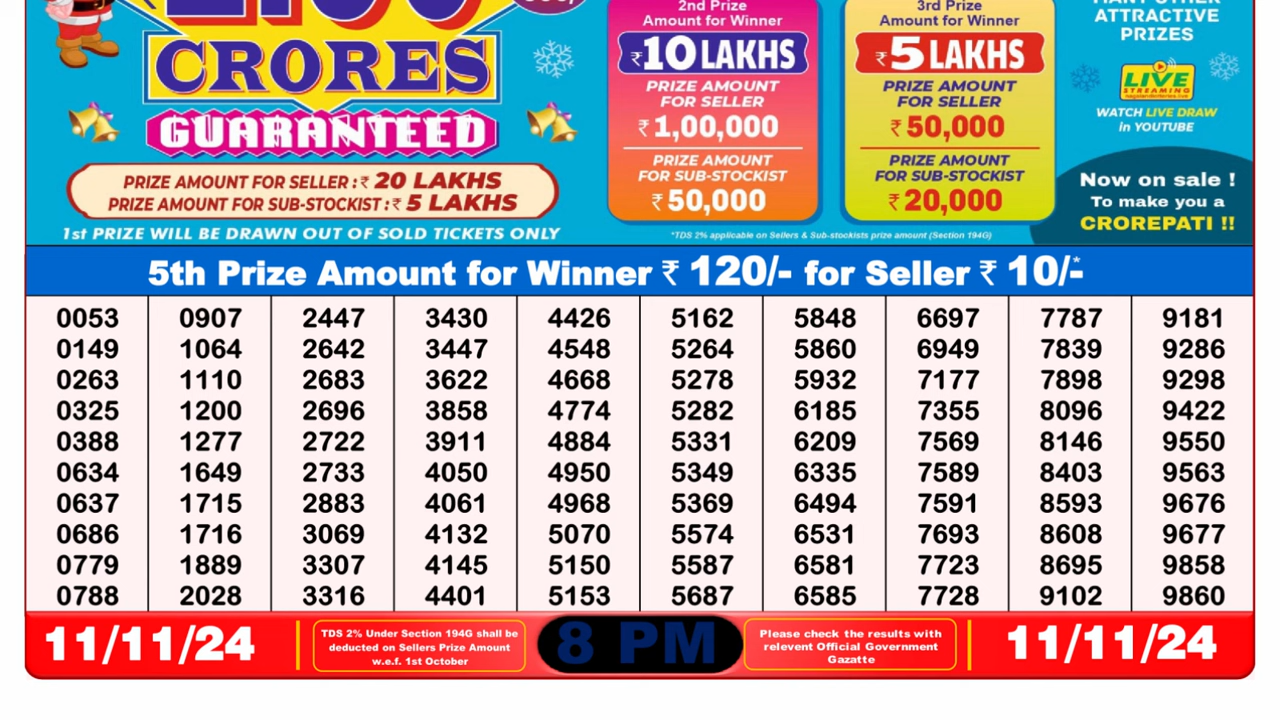 CRORES
GUARANTEED
PRIZE AMOUNT FOR SELLER :₹ 20 LAKHS
PRIZE AMOUNT FOR SUB-STOCKIST :₹ 5 LAKHS
1st PRIZE WILL BE DRAWN OUT OF SOLD TICKETS ONLY
2nd Prize
Amount for Winner
₹10 LAKHS
PRIZE AMOUNT
FOR SELLER
₹1,00,000
PRIZE AMOUNT
FOR SUB-STOCKIST
₹50,000
3rd Prize
Amount for Winner
₹5 LAKHS
PRIZE AMOUNT
FOR SELLER
₹50,000
PRIZE AMOUNT
FOR SUB-STOCKIST
₹20,000
*TDS 2% applicable on Sellers & Sub-stockists prize amount (Section 194G)
MANY OTHER
ATTRACTIVE
PRIZES
LIVE
STREAMING
WATCH LIVE DRAW
in YOUTUBE
Now on sale !
To make you a
CROREPATI !!
5th Prize Amount for Winner ₹ 120/- for Seller ₹ 10/-*
0053 0907 2447 3430 4426 5162 5848 6697 7787 9181
0149 1064 2642 3447 4548 5264 5860 6949 7839 9286
0263 1110 2683 3622 4668 5278 5932 7177 7898 9298
0325 1200 2696 3858 4774 5282 6185 7355 8096 9422
0388 1277 2722 3911 4884 5331 6209 7569 8146 9550
0634 1649 2733 4050 4950 5349 6335 7589 8403 9563
0637 1715 2883 4061 4968 5369 6494 7591 8593 9676
0686 1716 3069 4132 5070 5574 6531 7693 8608 9677
0779 1889 3307 4145 5150 5587 6581 7723 8695 9858
0788 2028 3316 4401 5153 5687 6585 7728 9102 9860
11/11/24
TDS 2% Under Section 194G shall be
deducted on Sellers Prize Amount
w.e.f. 1st October
8 PM
Please check the results with
relevent Official Government
Gazatte
11/11/24